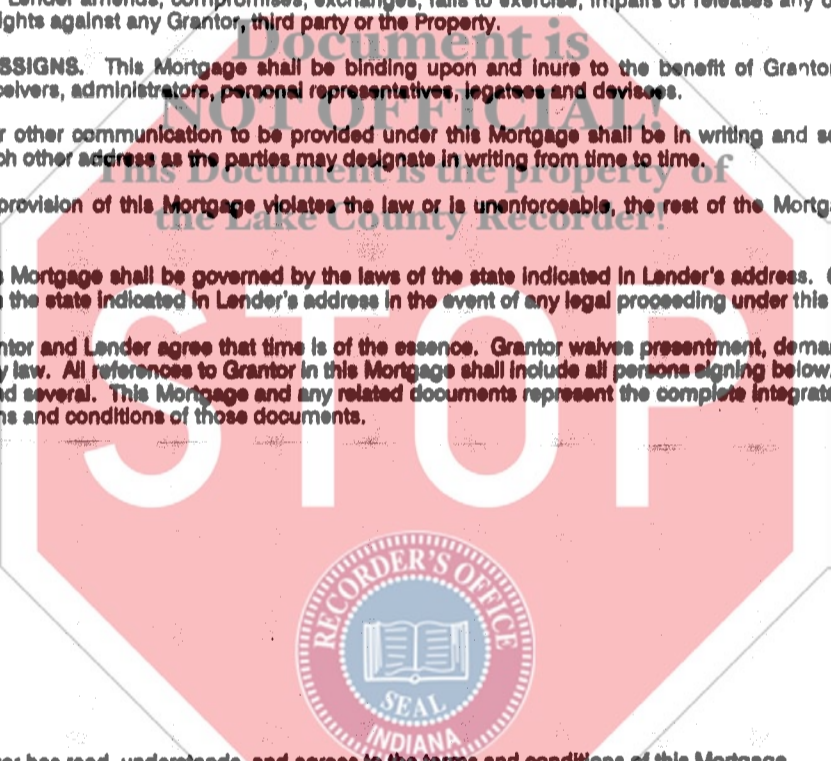 Lender amends, compromises, exchanges, fails to exercise, impairs or releases any
ights against any Grantor, third party or the Property.
Document is
SSIGNS. This Mortgage shall be binding upon and inure to the benefit of Grantor
ceivers, administrators, personal representatives, legatees and devisees.
NOT OFFICIAL!
r other communication to be provided under this Mortgage shall be in writing and s
ch other address as the parties may designate in writing from time to time.
This Document is the property of
provision of this Mortgage violates the law or is unenforceable, the rest of the Mortg
the Lake County Recorder!
s Mortgage shall be governed by the laws of the state indicated in Lender's address.
the state indicated in Lender's address in the event of any legal proceeding under this
ntor and Lender agree that time is of the essence. Grantor waives presentment, dema
y law. All references to Grantor in this Mortgage shall include all persons signing below.
d several. This Mortgage and any related documents represent the complete integrat
ns and conditions of those documents.
STOP
RECORDER'S OFFICE
SEAL
INDIANA
has read, understands, and agrees to the terms and conditions of this Mortgage